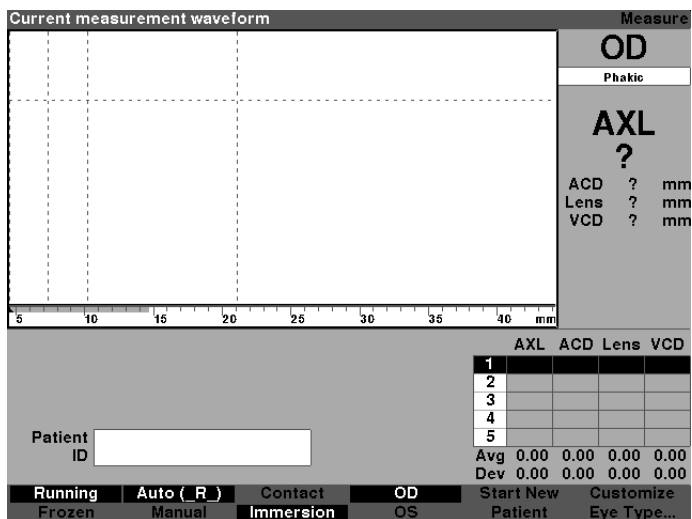 Current measurement waveform Measure
OD
Phakic
AXL
?
ACD ? mm
Lens ? mm
VCD ? mm
5 10 15 20 25 30 35 40 mm
AXL ACD Lens VCD
1
2
3
4
5
Avg 0.00 0.00 0.00 0.00
Dev 0.00 0.00 0.00 0.00
Patient
ID
Running Auto (_R_) Contact OD Start New Customize
Frozen Manual Immersion OS Patient Eye Type...